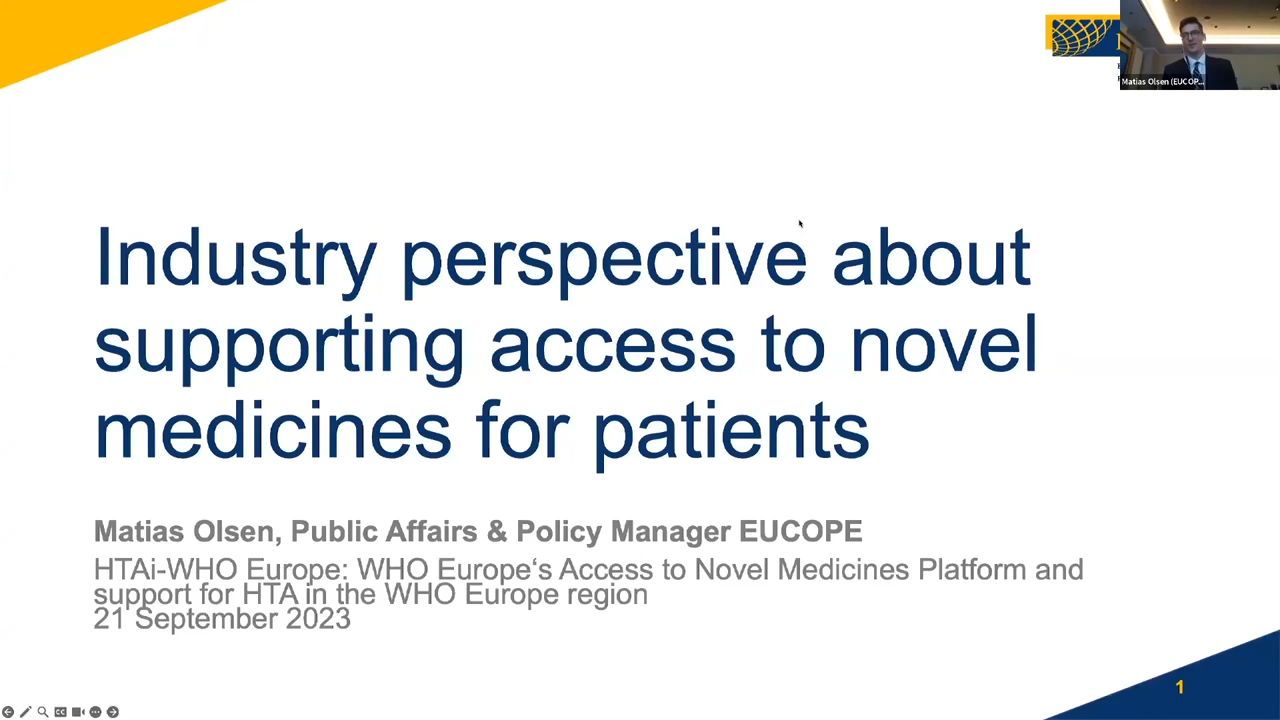 Matias Olsen (EUCOP...
Industry perspective about
supporting access to novel
medicines for patients
Matias Olsen, Public Affairs & Policy Manager EUCOPE
HTAi-WHO Europe: WHO Europe‘s Access to Novel Medicines Platform and
support for HTA in the WHO Europe region
21 September 2023
1